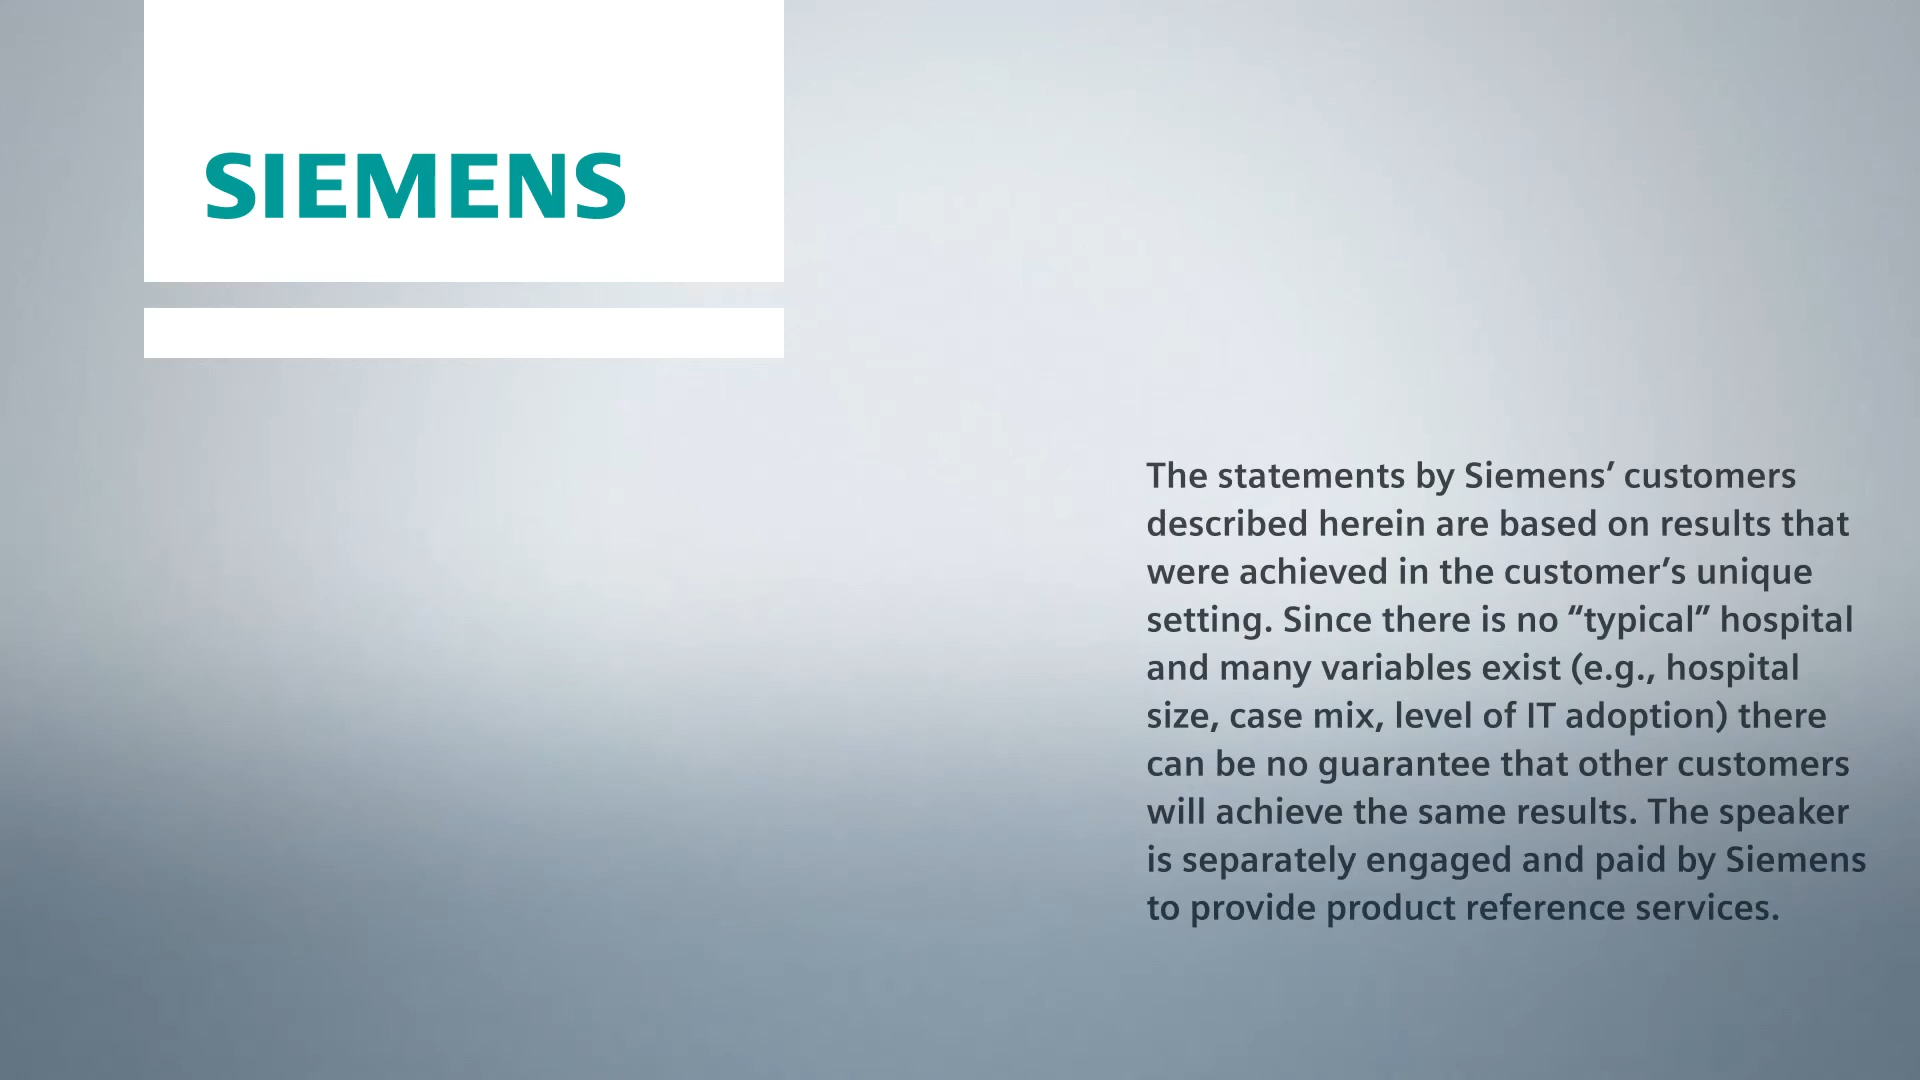 SIEMENS
The statements by Siemens’ customers
described herein are based on results that
were achieved in the customer’s unique
setting. Since there is no “typical” hospital
and many variables exist (e.g., hospital
size, case mix, level of IT adoption) there
can be no guarantee that other customers
will achieve the same results. The speaker
is separately engaged and paid by Siemens
to provide product reference services.